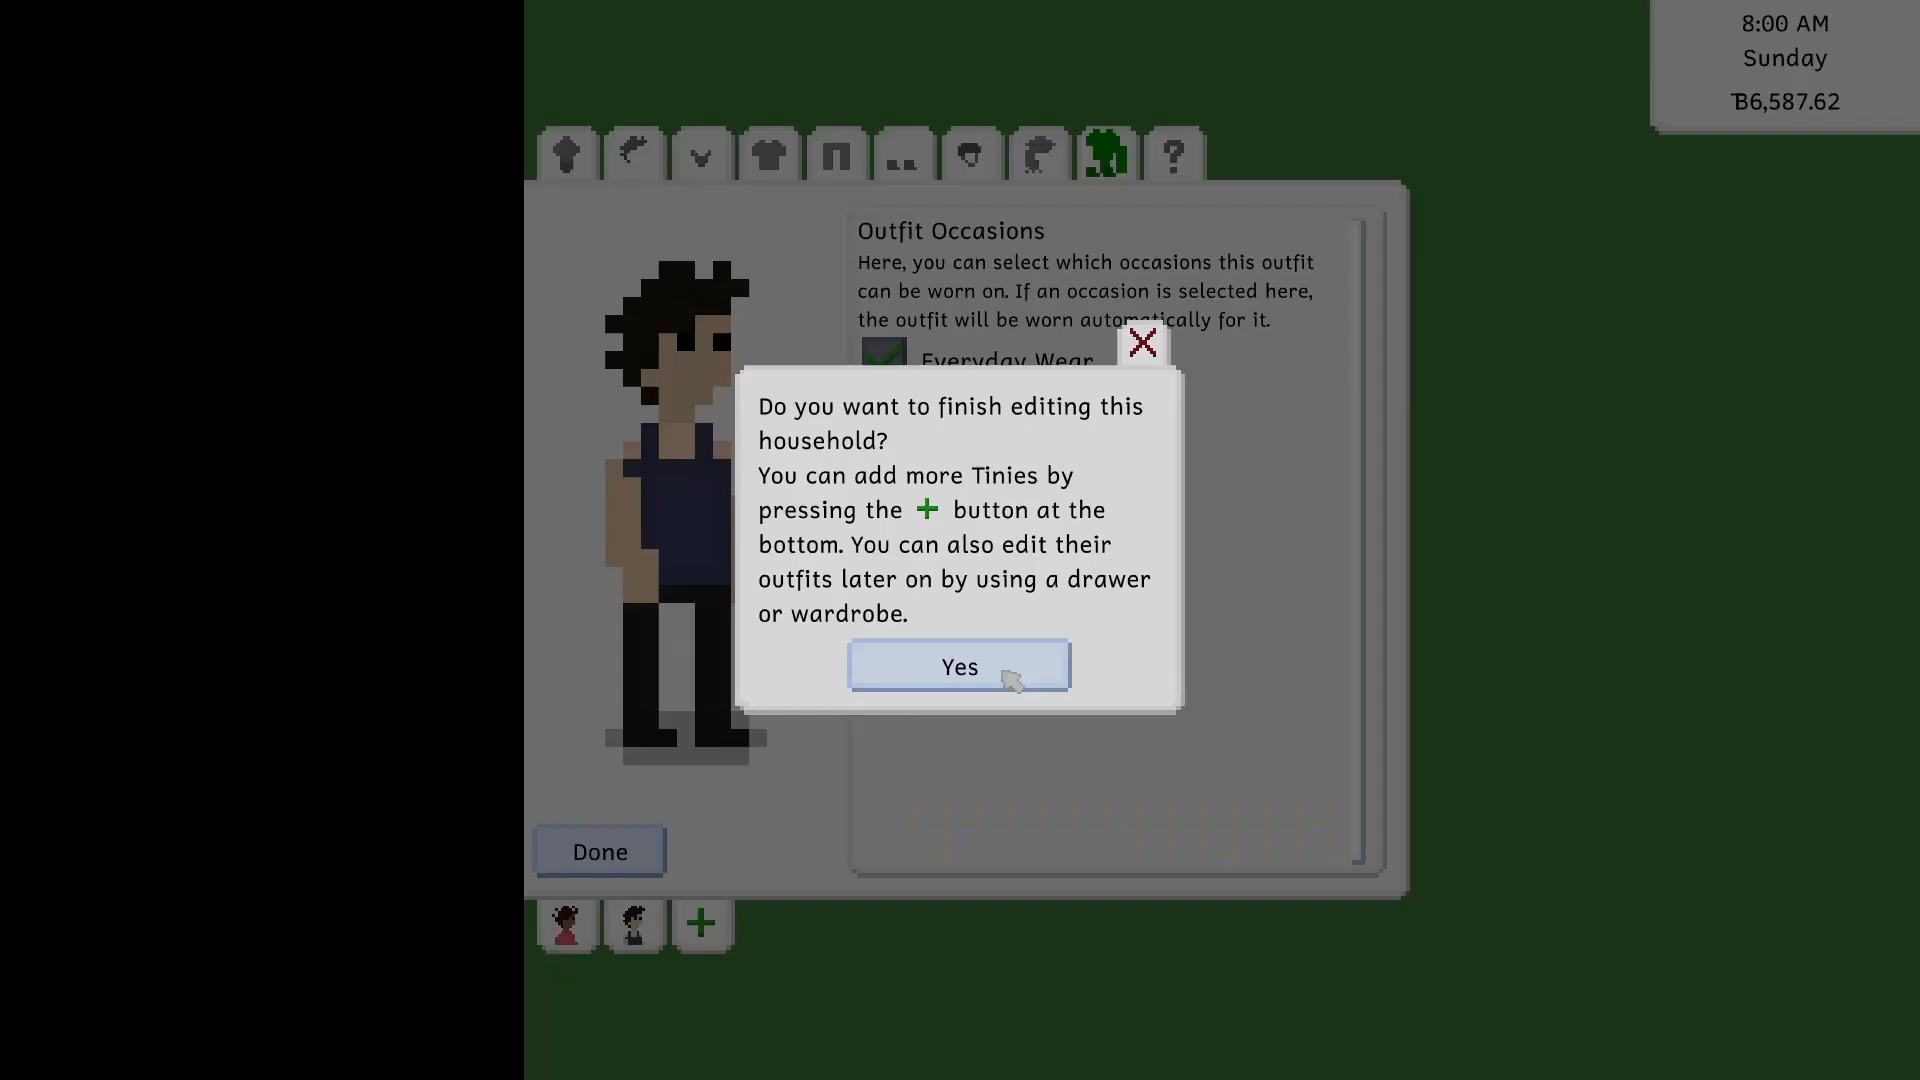 8:00 AM
Sunday
Ƀ6,587.62
?
Outfit Occasions
Here, you can select which occasions this outfit
can be worn on. If an occasion is selected here,
the outfit will be worn automatically for it.
Everyday Wear
Do you want to finish editing this
household?
You can add more Tinies by
pressing the + button at the
bottom. You can also edit their
outfits later on by using a drawer
or wardrobe.
Yes
Done